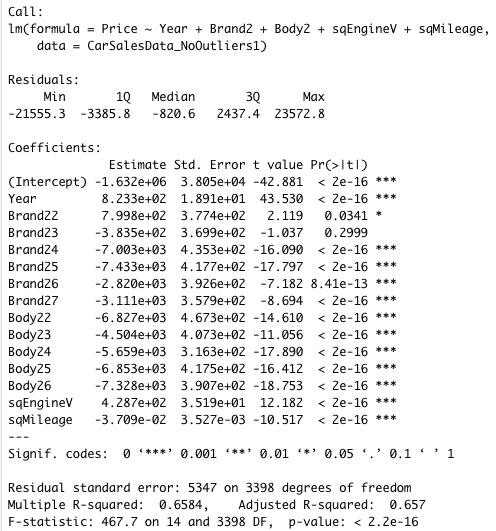 Call:
lm(formula = Price ~ Year + Brand2 + Body2 + sqEngineV + sqMileage,
    data = CarSalesData_NoOutliers1)

Residuals:
     Min       1Q   Median       3Q      Max
-21555.3  -3385.8   -820.6   2437.4  23572.8

Coefficients:
              Estimate Std. Error t value Pr(>|t|)
(Intercept) -1.632e+06  3.805e+04 -42.881  < 2e-16 ***
Year         8.233e+02  1.891e+01  43.530  < 2e-16 ***
Brand22      7.998e+02  3.774e+02   2.119   0.0341 *
Brand23     -3.835e+02  3.699e+02  -1.037   0.2999
Brand24     -7.003e+03  4.353e+02 -16.090  < 2e-16 ***
Brand25     -7.433e+03  4.177e+02 -17.797  < 2e-16 ***
Brand26     -2.820e+03  3.926e+02  -7.182 8.41e-13 ***
Brand27     -3.111e+03  3.579e+02  -8.694  < 2e-16 ***
Body22      -6.827e+03  4.673e+02 -14.610  < 2e-16 ***
Body23      -4.504e+03  4.073e+02 -11.056  < 2e-16 ***
Body24      -5.659e+03  3.163e+02 -17.890  < 2e-16 ***
Body25      -6.853e+03  4.175e+02 -16.412  < 2e-16 ***
Body26      -7.328e+03  3.907e+02 -18.753  < 2e-16 ***
sqEngineV    4.287e+02  3.519e+01  12.182  < 2e-16 ***
sqMileage   -3.709e-02  3.527e-03 -10.517  < 2e-16 ***
---
Signif. codes:  0 ‘***’ 0.001 ‘**’ 0.01 ‘*’ 0.05 ‘.’ 0.1 ‘ ’ 1

Residual standard error: 5347 on 3398 degrees of freedom
Multiple R-squared:  0.6584,	Adjusted R-squared:  0.657
F-statistic: 467.7 on 14 and 3398 DF,  p-value: < 2.2e-16